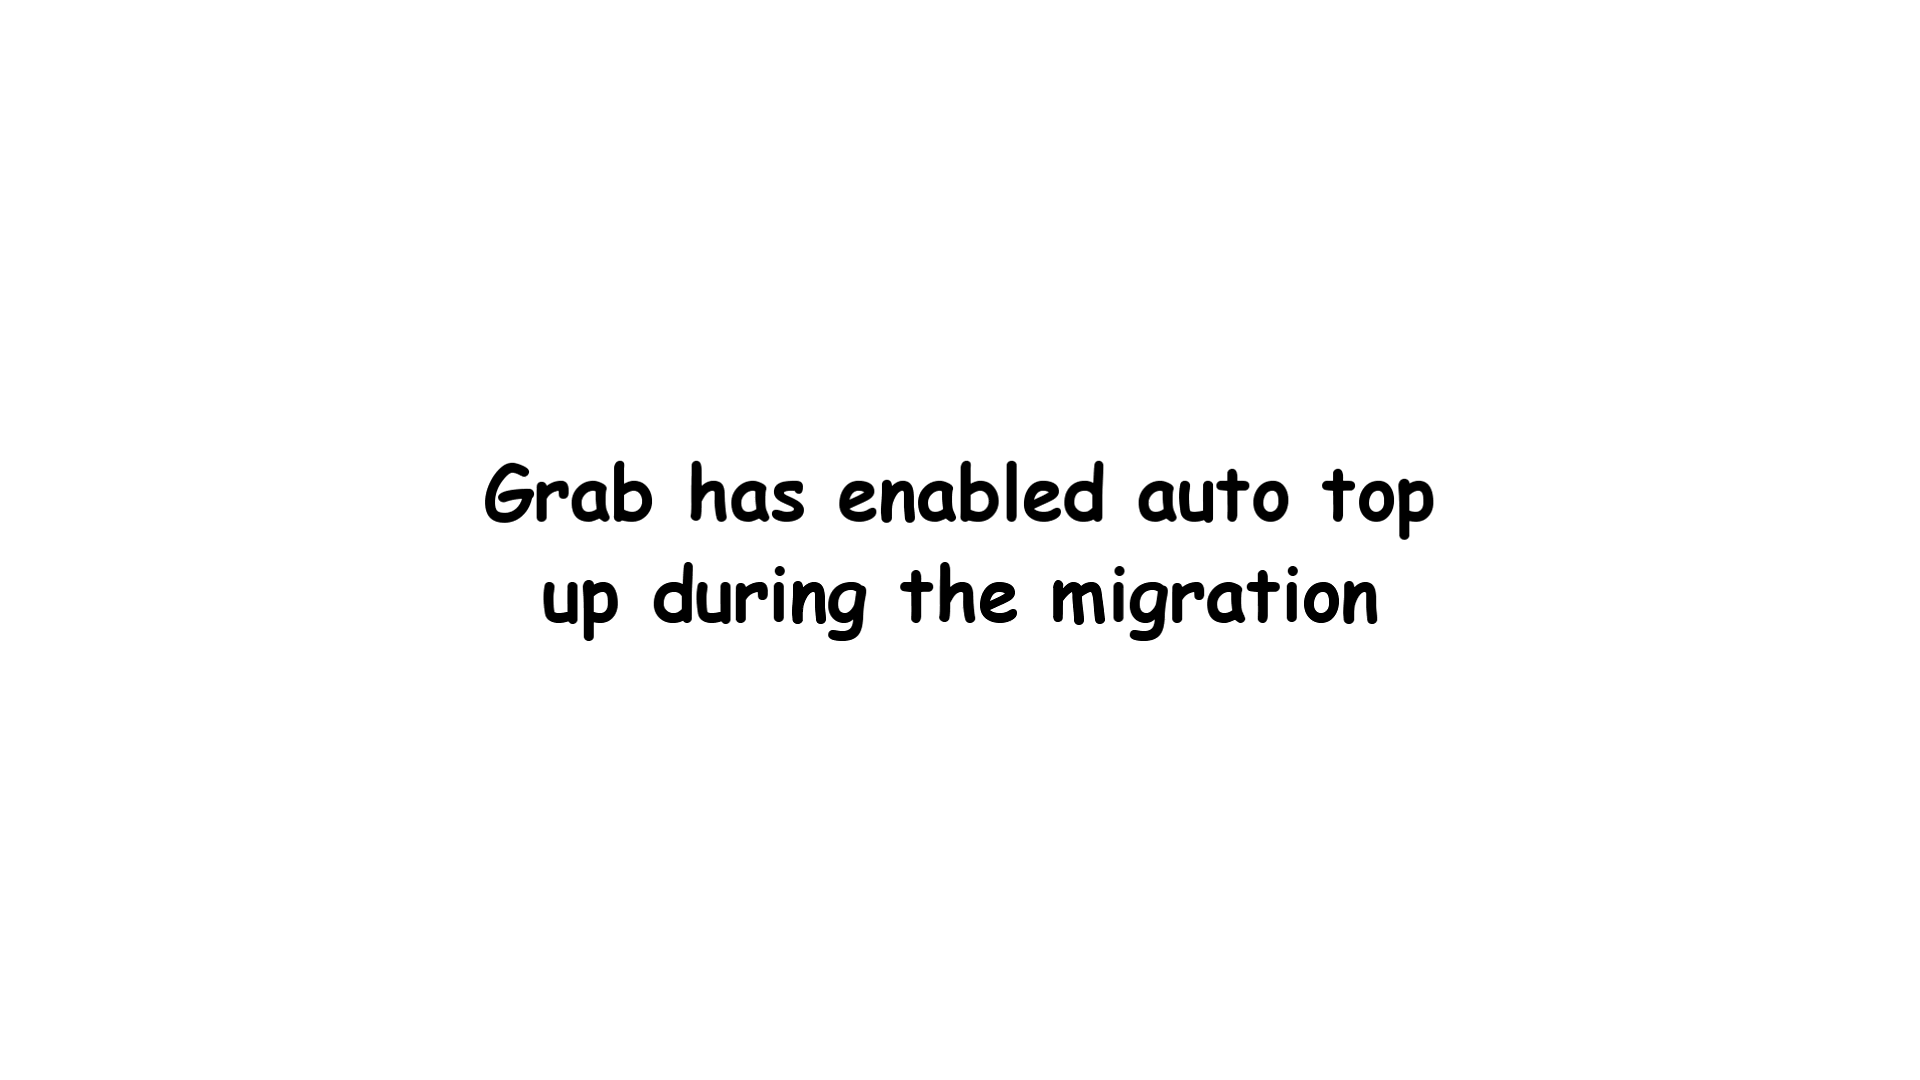 Grab has enabled auto top
up during the migration